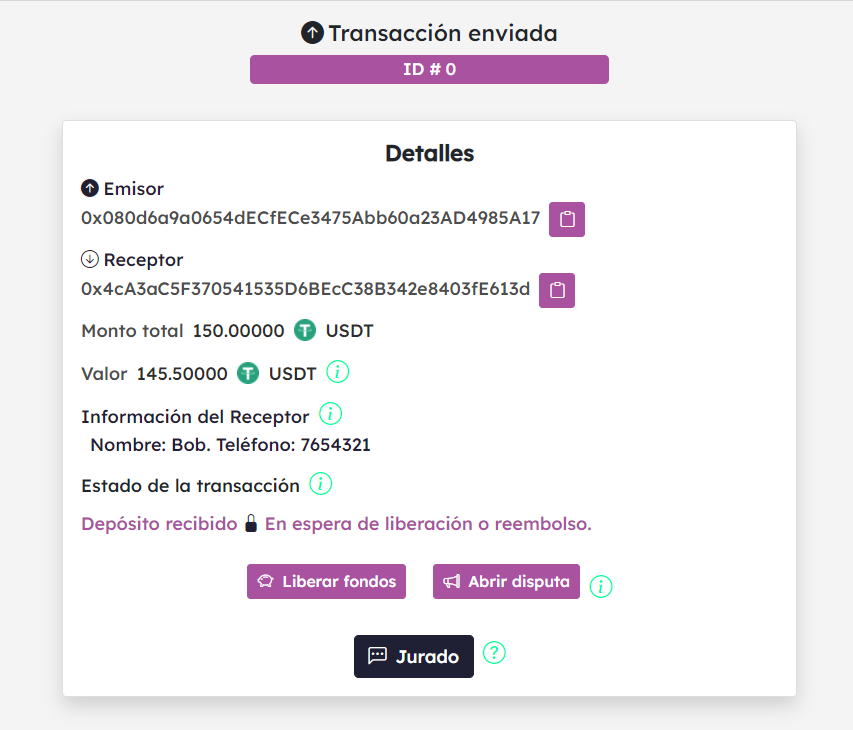 Transacción enviada
ID # 0
Detalles
Emisor
0x080d6a9a0654dECfECe3475Abb60a23AD4985A17
Receptor
0x4cA3aC5F370541535D6BEcC38B342e8403fE613d
Monto total 150.00000 USDT
Valor 145.50000 USDT
Información del Receptor
Nombre: Bob. Teléfono: 7654321
Estado de la transacción
Depósito recibido En espera de liberación o reembolso.
Liberar fondos Abrir disputa
Jurado